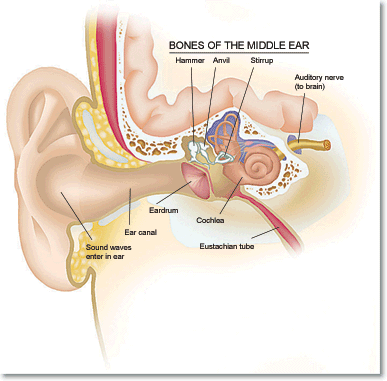 BONES OF THE MIDDLE EAR
Hammer Anvil Stirrup
Auditory nerve
(to brain)
Eardrum
Cochlea
Ear canal
Eustachian tube
Sound waves
enter in ear